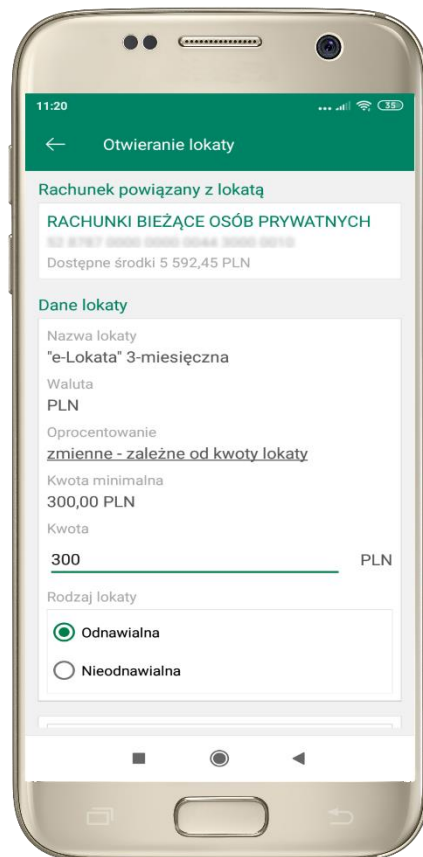 11:20
35
Otwieranie lokaty
Rachunek powiązany z lokatą
RACHUNKI BIEŻĄCE OSÓB PRYWATNYCH
Dostępne środki 5 592,45 PLN
Dane lokaty
Nazwa lokaty
"e-Lokata" 3-miesięczna
Waluta
PLN
Oprocentowanie
zmienne - zależne od kwoty lokaty
Kwota minimalna
300,00 PLN
Kwota
300 PLN
Rodzaj lokaty
Odnawialna
Nieodnawialna